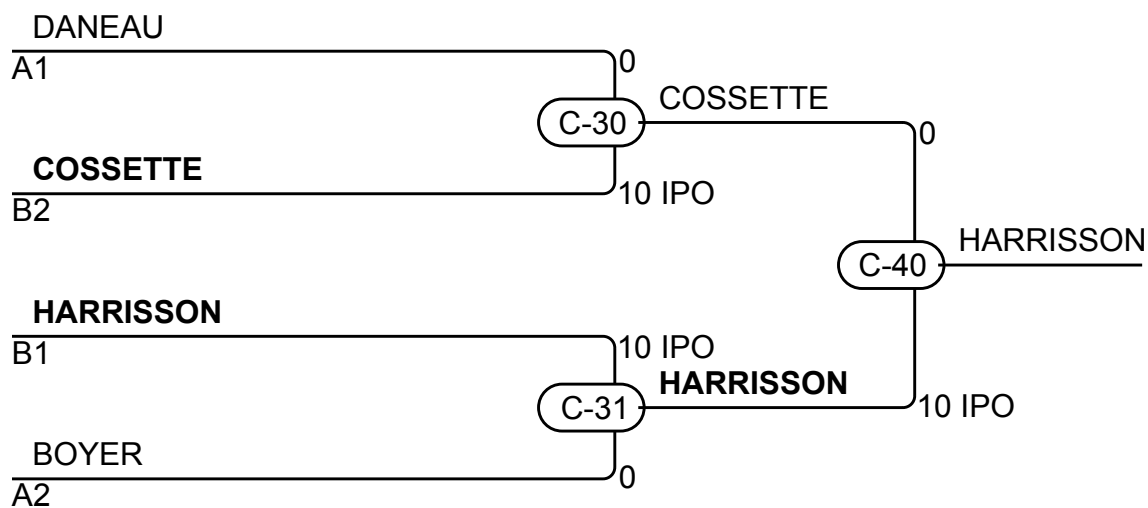 DANEAU
A1
0
C-30
COSSETTE
0
COSSETTE
B2
10 IPO
C-40
HARRISSON
HARRISSON
B1
10 IPO
C-31
HARRISSON
10 IPO
BOYER
A2
0